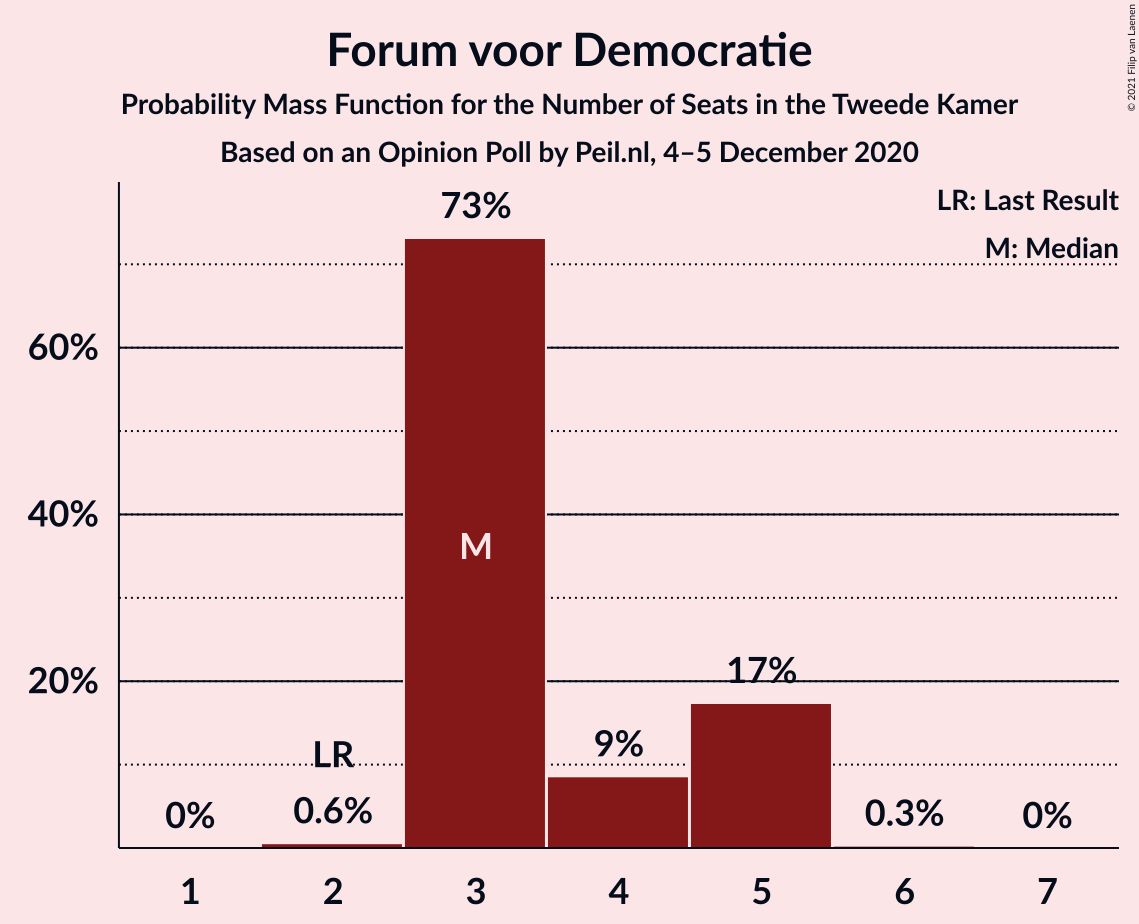 Forum voor Democratie
Probability Mass Function for the Number of Seats in the Tweede Kamer
Based on an Opinion Poll by Peil.nl, 4–5 December 2020
© 2021 Filip van Laenen
LR: Last Result
M: Median
73%
60%
40%
M
20%
17%
LR
9%
0%
0.6%
0.3%
0%
1 2 3 4 5 6 7